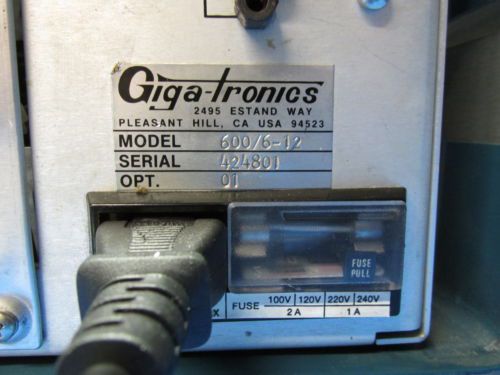 Giga-tronics
2495 ESTAND WAY
PLEASANT HILL, CA USA 94523
MODEL 600/6-12
SERIAL 424801
OPT. 01
FUSE PULL
FUSE 100V 120V 220V 240V
2A 1A